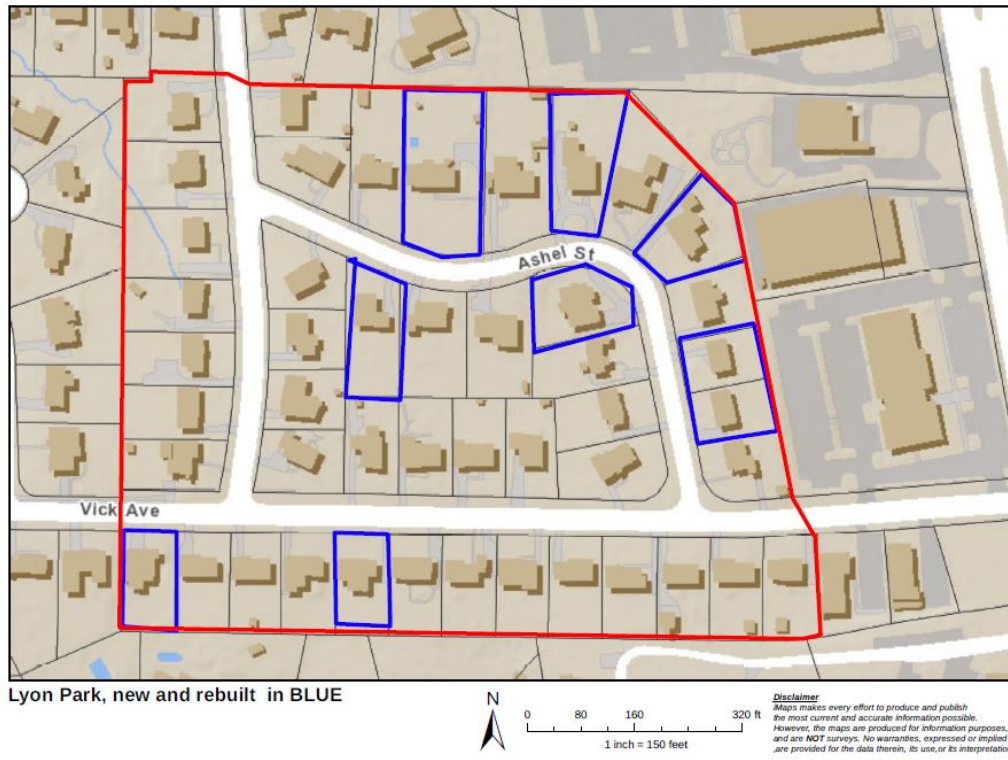 Ashel St
Vick Ave
Lyon Park, new and rebuilt in BLUE
N
0 80 160 320 ft
1 inch = 150 feet
Disclaimer
iMaps makes every effort to produce and publish
the most current and accurate information possible.
However, the maps are produced for information purposes,
and are NOT surveys. No warranties, expressed or implied
,are provided for the data therein, its use,or its interpretation